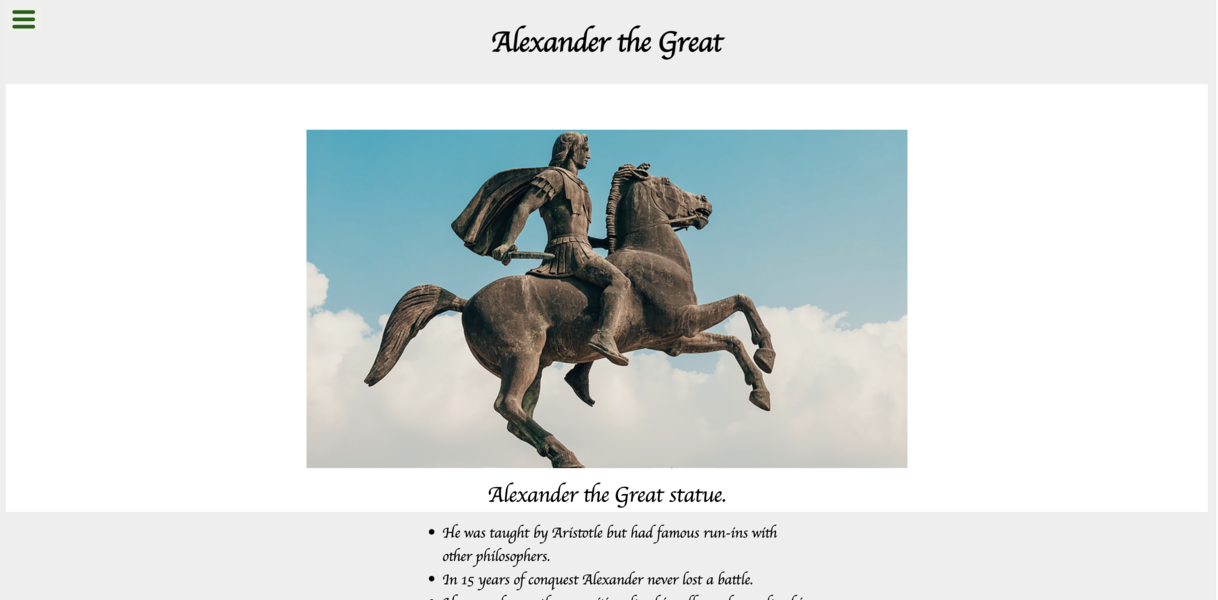 Alexander the Great
Alexander the Great statue.
• He was taught by Aristotle but had famous run-ins with
other philosophers.
• In 15 years of conquest Alexander never lost a battle.